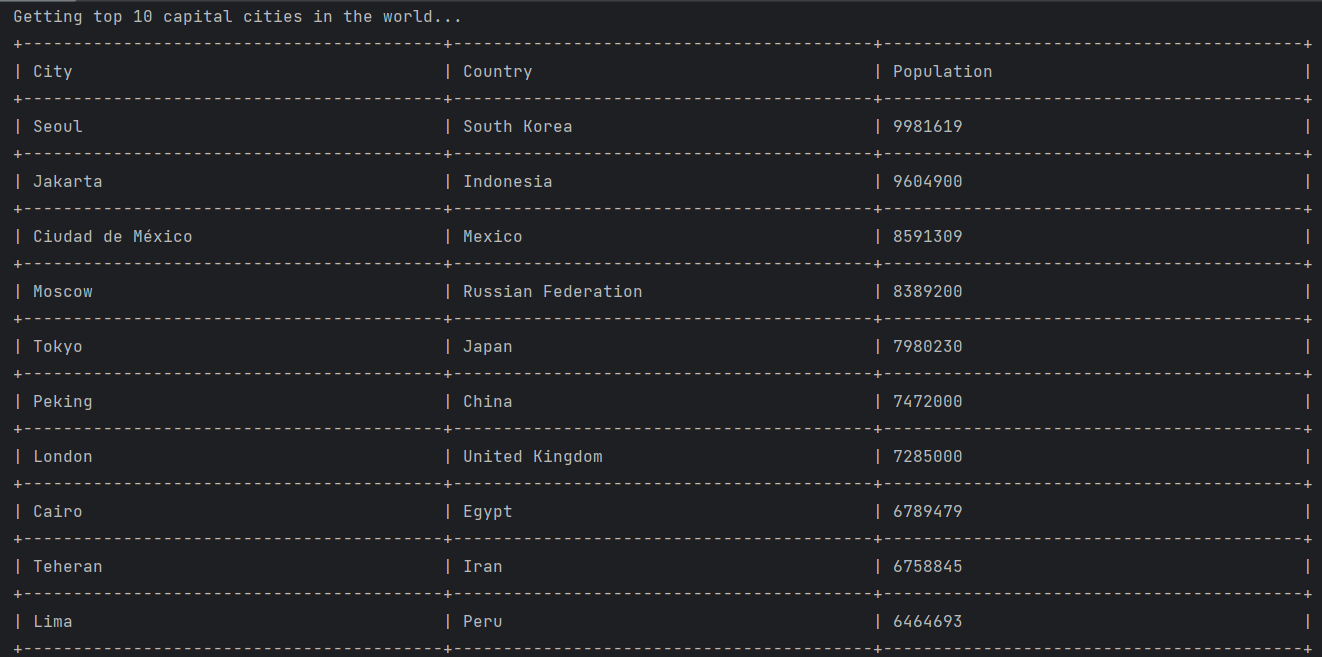 Getting top 10 capital cities in the world...
+------------------------------------------+------------------------------------------+------------------------------------------+
| City                                     | Country                                  | Population                               |
+------------------------------------------+------------------------------------------+------------------------------------------+
| Seoul                                    | South Korea                              | 9981619                                  |
+------------------------------------------+------------------------------------------+------------------------------------------+
| Jakarta                                  | Indonesia                                | 9604900                                  |
+------------------------------------------+------------------------------------------+------------------------------------------+
| Ciudad de México                         | Mexico                                   | 8591309                                  |
+------------------------------------------+------------------------------------------+------------------------------------------+
| Moscow                                   | Russian Federation                       | 8389200                                  |
+------------------------------------------+------------------------------------------+------------------------------------------+
| Tokyo                                    | Japan                                    | 7980230                                  |
+------------------------------------------+------------------------------------------+------------------------------------------+
| Peking                                   | China                                    | 7472000                                  |
+------------------------------------------+------------------------------------------+------------------------------------------+
| London                                   | United Kingdom                           | 7285000                                  |
+------------------------------------------+------------------------------------------+------------------------------------------+
| Cairo                                    | Egypt                                    | 6789479                                  |
+------------------------------------------+------------------------------------------+------------------------------------------+
| Teheran                                  | Iran                                     | 6758845                                  |
+------------------------------------------+------------------------------------------+------------------------------------------+
| Lima                                     | Peru                                     | 6464693                                  |
+------------------------------------------+------------------------------------------+------------------------------------------+